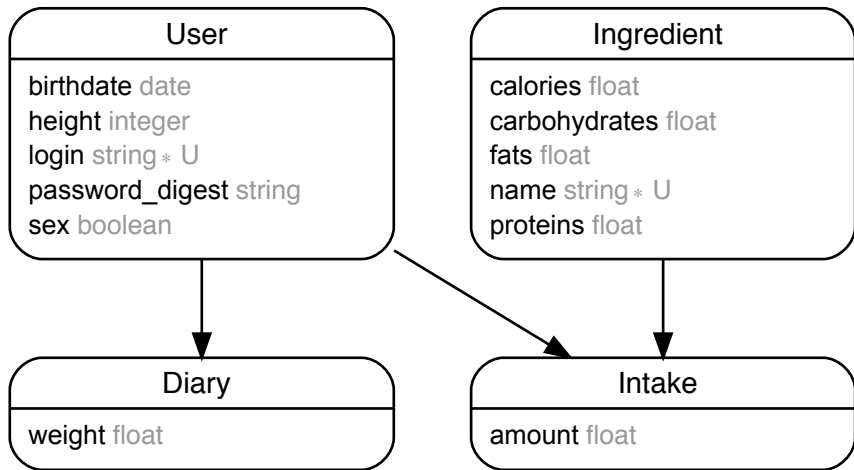 User
birthdate date
height integer
login string* U
password_digest string
sex boolean
Ingredient
calories float
carbohydrates float
fats float
name string* U
proteins float
Diary
weight float
Intake
amount float